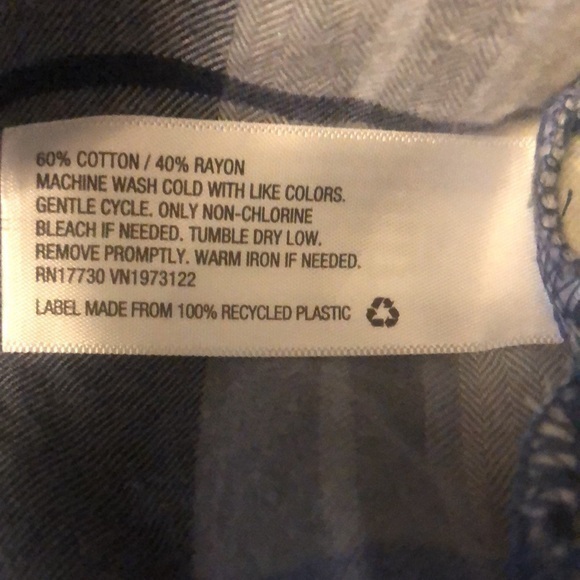 60% COTTON / 40% RAYON
MACHINE WASH COLD WITH LIKE COLORS.
GENTLE CYCLE. ONLY NON-CHLORINE
BLEACH IF NEEDED. TUMBLE DRY LOW.
REMOVE PROMPTLY. WARM IRON IF NEEDED.
RN17730 VN1973122
LABEL MADE FROM 100% RECYCLED PLASTIC